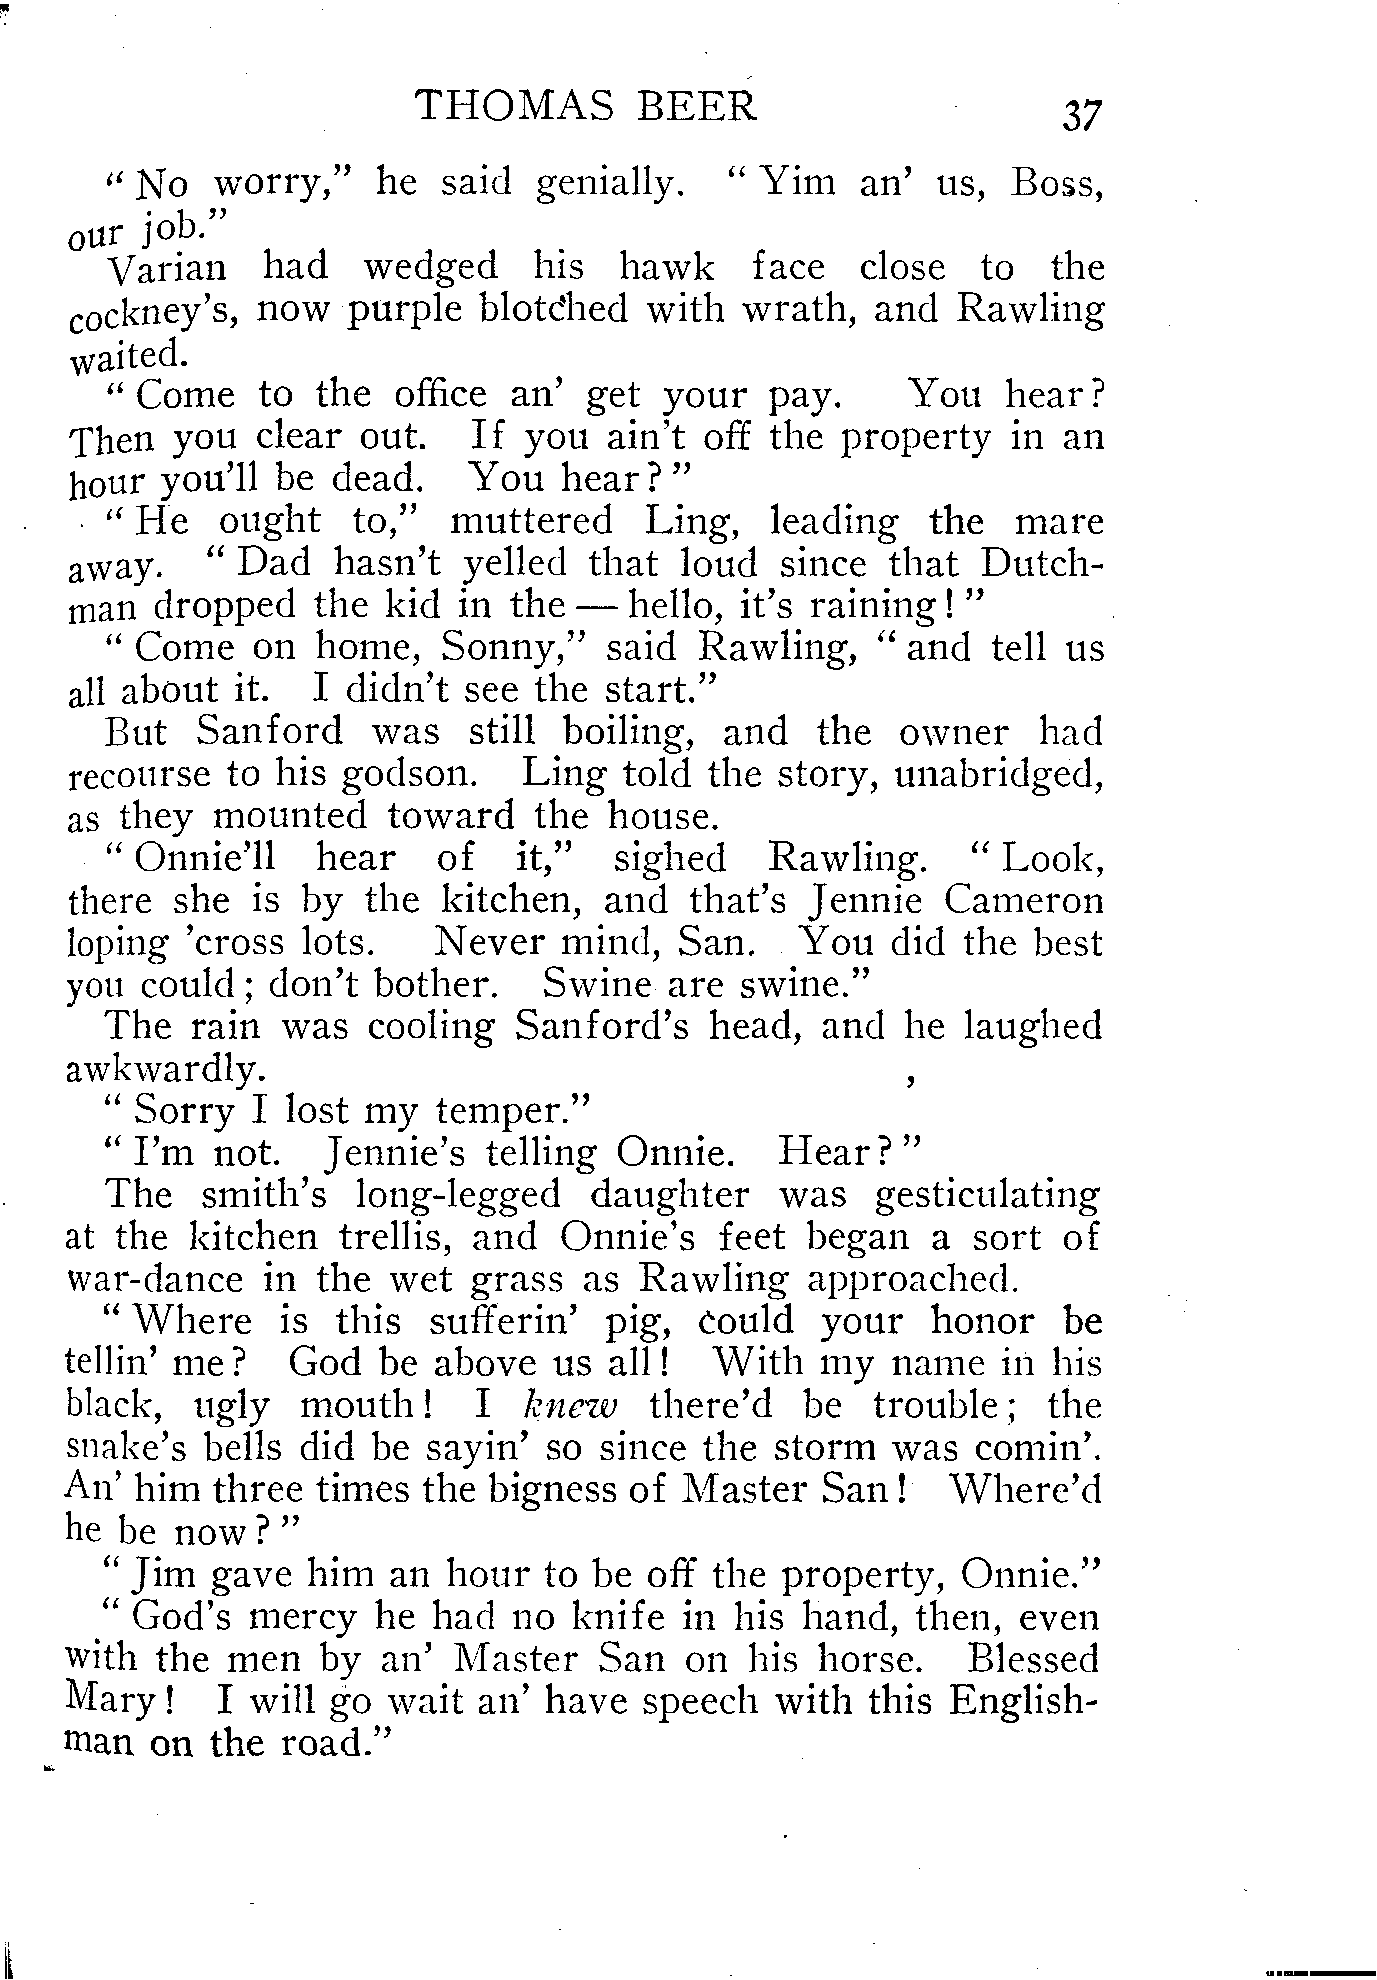 THOMAS BEER 37
" No worry," he said genially. " Yim an' us, Boss,
our job."
Varian had wedged his hawk face close to the
cockney's, now purple blotched with wrath, and Rawling
waited.
" Come to the office an' get your pay. You hear?
Then you clear out. If you ain't off the property in an
hour you'll be dead. You hear? "
" He ought to," muttered Ling, leading the mare
away. " Dad hasn't yelled that loud since that Dutch-
man dropped the kid in the — hello, it's raining! "
" Come on home, Sonny," said Rawling, " and tell us
all about it. I didn't see the start."
But Sanford was still boiling, and the owner had
recourse to his godson. Ling told the story, unabridged,
as they mounted toward the house.
" Onnie'll hear of it," sighed Rawling. " Look,
there she is by the kitchen, and that's Jennie Cameron
loping 'cross lots. Never mind, San. You did the best
you could; don't bother. Swine are swine."
The rain was cooling Sanford's head, and he laughed
awkwardly.
" Sorry I lost my temper."
" I'm not. Jennie's telling Onnie. Hear? "
The smith's long-legged daughter was gesticulating
at the kitchen trellis, and Onnie's feet began a sort of
war-dance in the wet grass as Rawling approached.
" Where is this sufferin' pig, could your honor be
tellin' me? God be above us all! With my name in his
black, ugly mouth! I knew there'd be trouble; the
snake's bells did be sayin' so since the storm was comin'.
An' him three times the bigness of Master San! Where'd
he be now? "
" Jim gave him an hour to be off the property, Onnie."
" God's mercy he had no knife in his hand, then, even
with the men by an' Master San on his horse. Blessed
Mary! I will go wait an' have speech with this English-
man on the road."